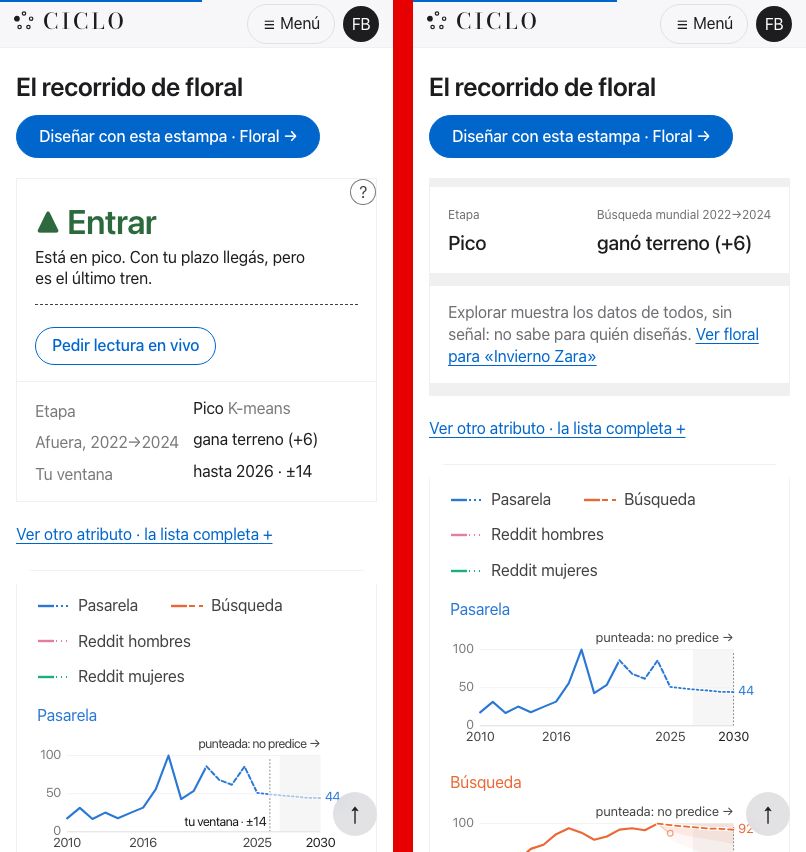 CICLO
≡ Menú
FB
El recorrido de floral
Diseñar con esta estampa · Floral →
?
▲ Entrar
Está en pico. Con tu plazo llegás, pero
es el último tren.
Pedir lectura en vivo
Etapa Pico K-means
Afuera, 2022→2024 gana terreno (+6)
Tu ventana hasta 2026 · ±14
Ver otro atributo · la lista completa +
Pasarela Búsqueda
Reddit hombres
Reddit mujeres
Pasarela
punteada: no predice →
100
50
44
tu ventana · ±14
0
2010 2016 2025 2030
↑
CICLO
≡ Menú
FB
El recorrido de floral
Diseñar con esta estampa · Floral →
Etapa Búsqueda mundial 2022→2024
Pico ganó terreno (+6)
Explorar muestra los datos de todos, sin
señal: no sabe para quién diseñás. Ver floral
para «Invierno Zara»
Ver otro atributo · la lista completa +
Pasarela Búsqueda
Reddit hombres
Reddit mujeres
Pasarela
punteada: no predice →
100
50
44
0
2010 2016 2025 2030
Búsqueda
punteada: no predice →
100
92
↑